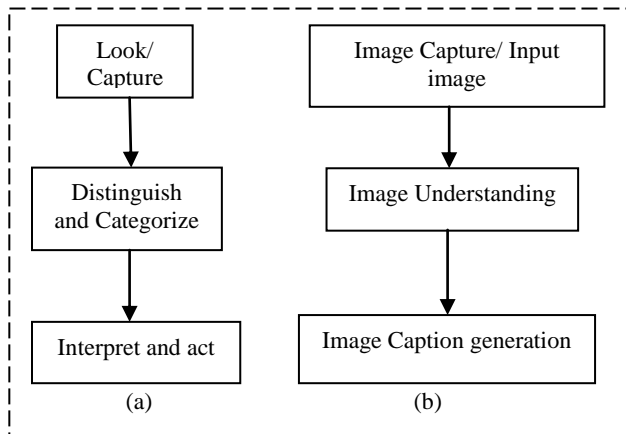 Look/
Capture
Distinguish
and Categorize
Interpret and act
(a)
Image Capture/ Input
image
Image Understanding
Image Caption generation
(b)